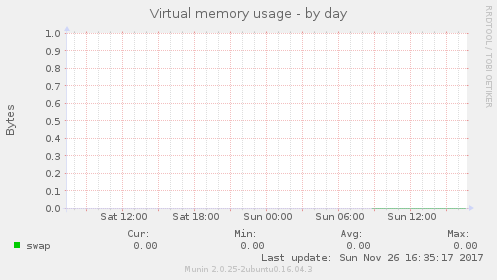 Virtual memory usage - by day
RRDTOOL / TOBI OETIKER
Bytes
1.0
0.9
0.8
0.7
0.6
0.5
0.4
0.3
0.2
0.1
0.0
Sat 12:00 Sat 18:00 Sun 00:00 Sun 06:00 Sun 12:00
Cur: Min: Avg: Max:
swap 0.00 0.00 0.00 0.00
Last update: Sun Nov 26 16:35:17 2017
Munin 2.0.25-2ubuntu0.16.04.3